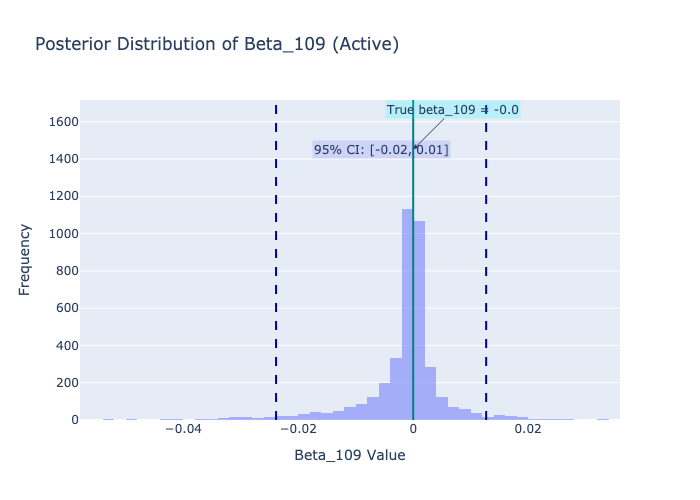 Posterior Distribution of Beta_109 (Active)
True beta_109 = -0.0
95% CI: [-0.02, 0.01]
1600
1400
1200
1000
800
600
400
200
0
Frequency
−0.04
−0.02
0
0.02
Beta_109 Value